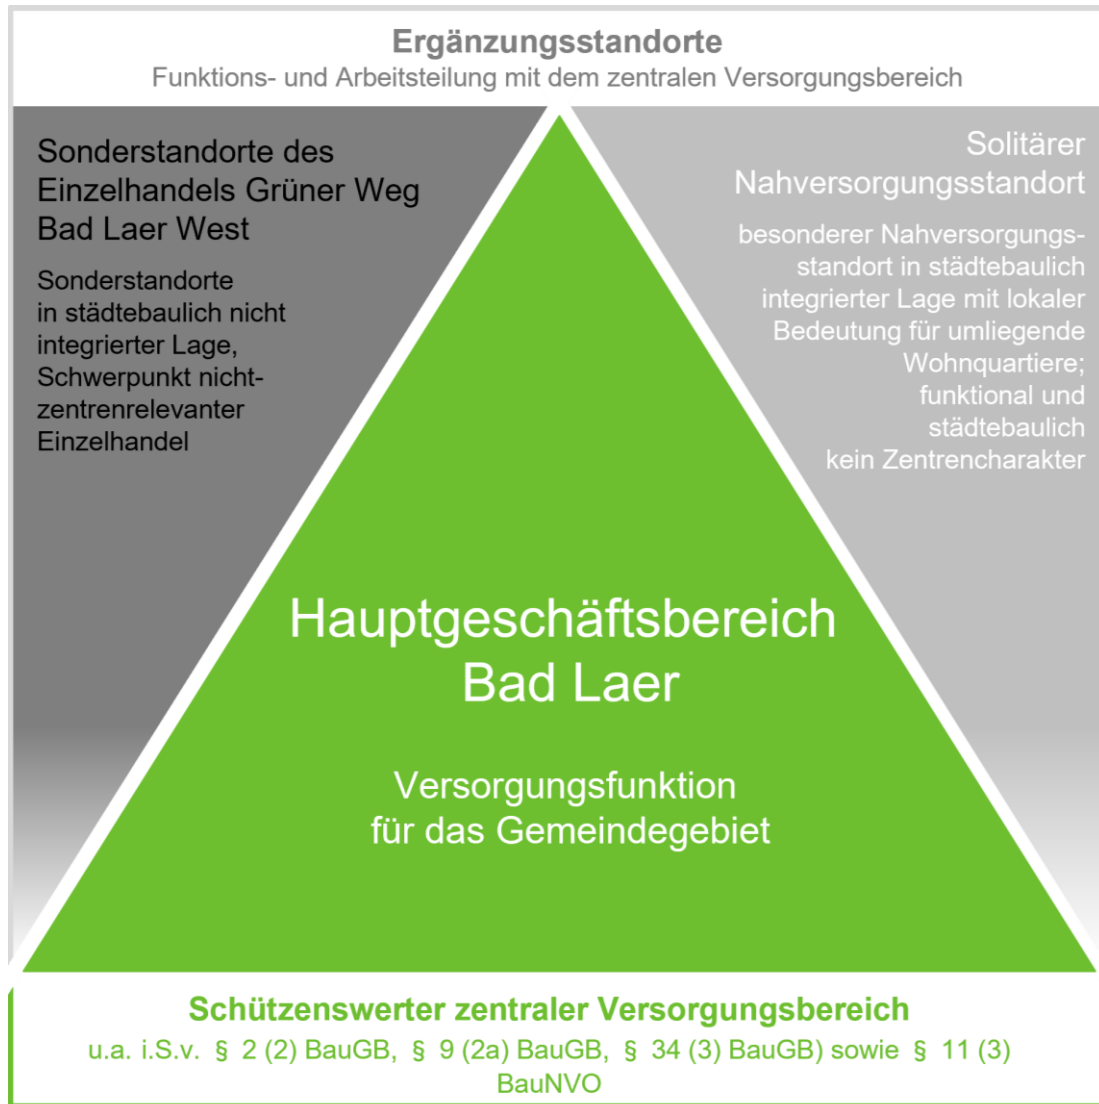 Ergänzungsstandorte
Funktions- und Arbeitsteilung mit dem zentralen Versorgungsbereich
Sonderstandorte des
Einzelhandels Grüner Weg
Bad Laer West
Sonderstandorte
in städtebaulich nicht
integrierter Lage,
Schwerpunkt nicht-
zentrenrelevanter
Einzelhandel
Solitärer
Nahversorgungsstandort
besonderer Nahversorgungs-
standort in städtebaulich
integrierter Lage mit lokaler
Bedeutung für umliegende
Wohnquartiere;
funktional und
städtebaulich
kein Zentrencharakter
Hauptgeschäftsbereich
Bad Laer
Versorgungsfunktion
für das Gemeindegebiet
Schützenswerter zentraler Versorgungsbereich
u.a. i.S.v. § 2 (2) BauGB, § 9 (2a) BauGB, § 34 (3) BauGB) sowie § 11 (3)
BauNVO